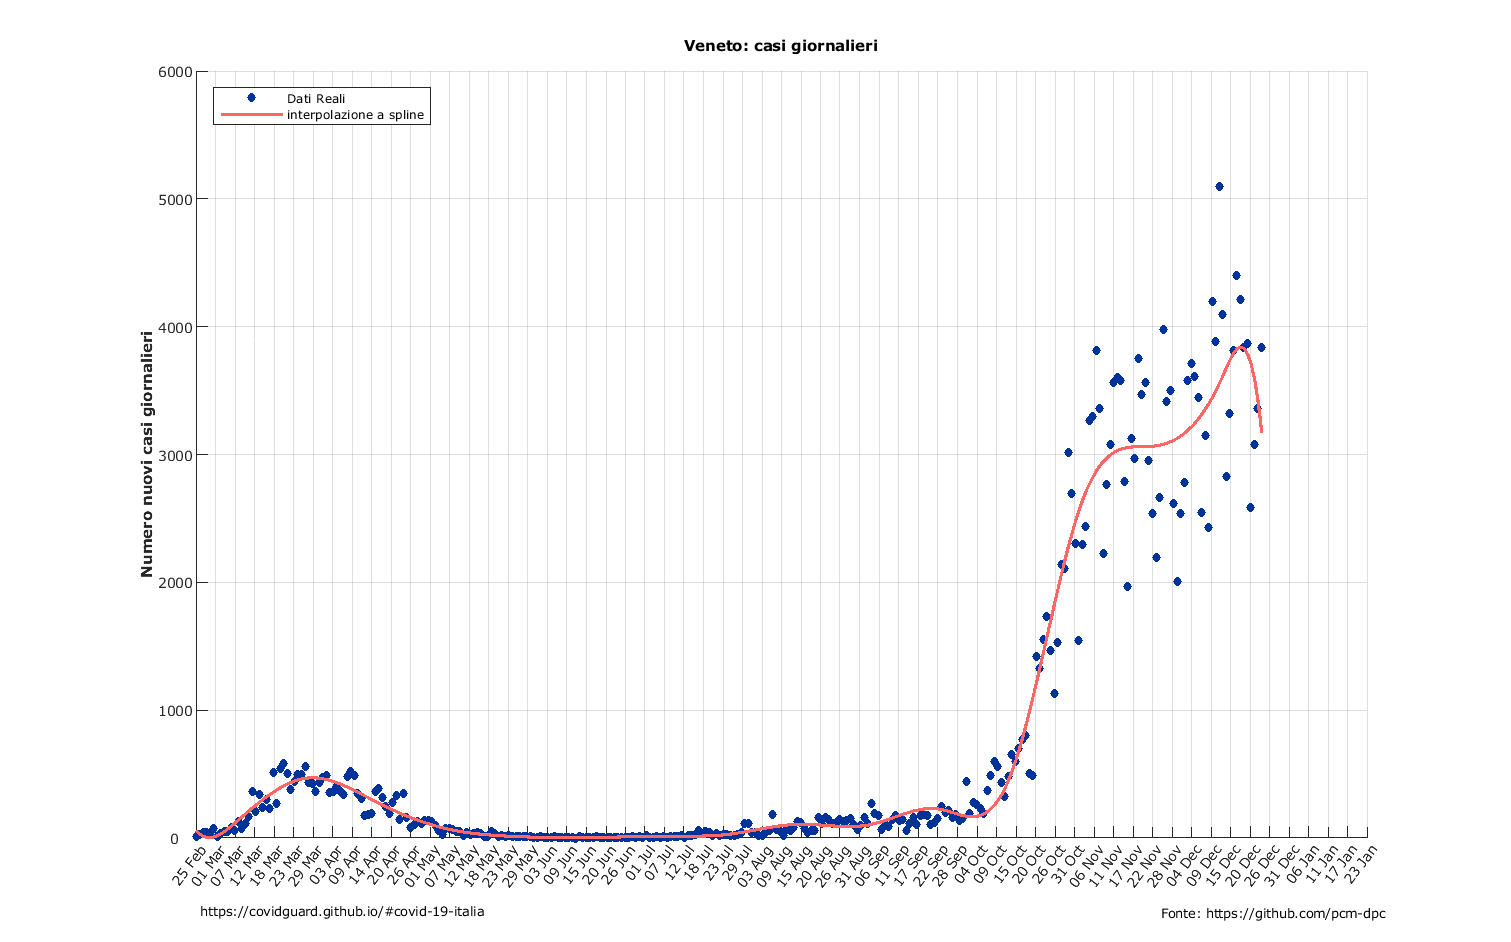 Veneto: casi giornalieri
Dati Reali
interpolazione a spline
Numero nuovi casi giornalieri
6000
5000
4000
3000
2000
1000
0
25 Feb
01 Mar
07 Mar
12 Mar
18 Mar
23 Mar
29 Mar
03 Apr
09 Apr
14 Apr
20 Apr
26 Apr
01 May
07 May
12 May
18 May
23 May
29 May
03 Jun
09 Jun
15 Jun
20 Jun
26 Jun
01 Jul
07 Jul
12 Jul
18 Jul
23 Jul
29 Jul
03 Aug
09 Aug
15 Aug
20 Aug
26 Aug
31 Aug
06 Sep
11 Sep
17 Sep
22 Sep
28 Oct
04 Oct
09 Oct
15 Oct
20 Oct
26 Oct
31 Oct
06 Nov
11 Nov
17 Nov
22 Nov
28 Dec
04 Dec
09 Dec
15 Dec
20 Dec
26 Dec
31 Dec
06 Jan
11 Jan
17 Jan
23 Jan
https://covidguard.github.io/#covid-19-italia
Fonte: https://github.com/pcm-dpc